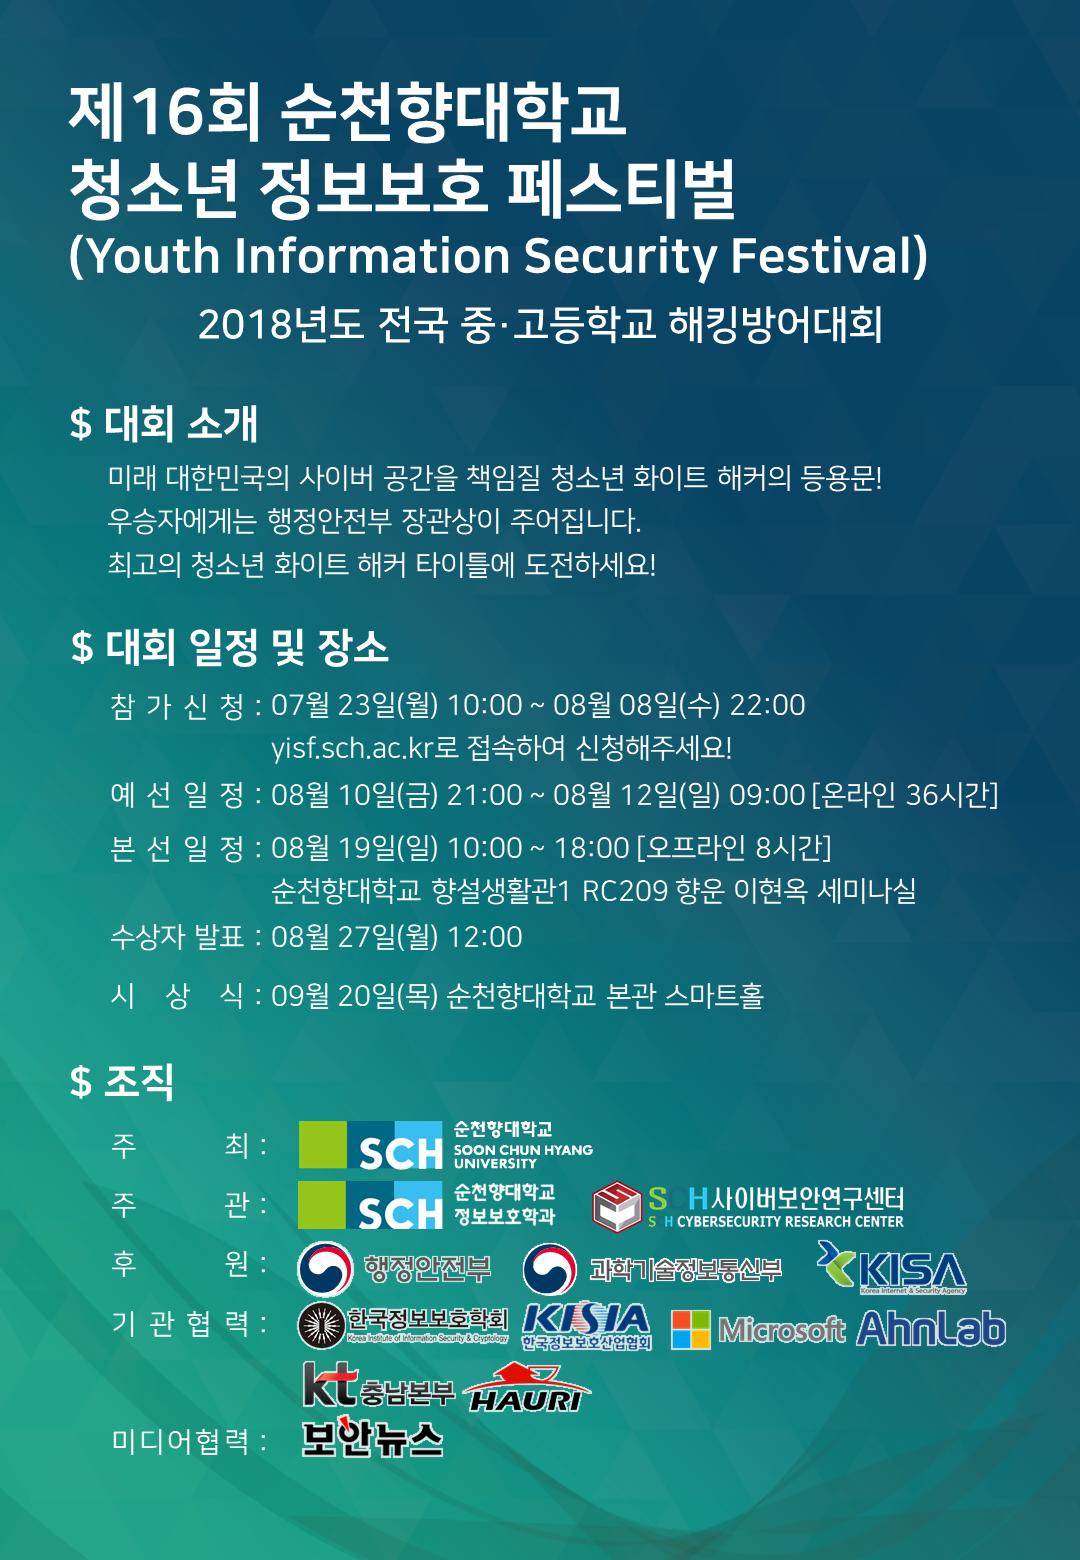 제16회 순천향대학교
청소년 정보보호 페스티벌
(Youth Information Security Festival)
2018년도 전국 중·고등학교 해킹방어대회
$ 대회 소개
미래 대한민국의 사이버 공간을 책임질 청소년 화이트 해커의 등용문!
우승자에게는 행정안전부 장관상이 주어집니다.
최고의 청소년 화이트 해커 타이틀에 도전하세요!
$ 대회 일정 및 장소
참 가 신 청 : 07월 23일(월) 10:00 ~ 08월 08일(수) 22:00
yisf.sch.ac.kr로 접속하여 신청해주세요!
예 선 일 정 : 08월 10일(금) 21:00 ~ 08월 12일(일) 09:00 [온라인 36시간]
본 선 일 정 : 08월 19일(일) 10:00 ~ 18:00 [오프라인 8시간]
순천향대학교 향설생활관1 RC209 향운 이현옥 세미나실
수상자 발표 : 08월 27일(월) 12:00
시 상 식 : 09월 20일(목) 순천향대학교 본관 스마트홀
$ 조직
주 최 : SCH 순천향대학교
SOON CHUN HYANG
UNIVERSITY
주 관 : SCH 순천향대학교
정보보호학과
SCH 사이버보안연구센터
SCH CYBERSECURITY RESEARCH CENTER
후 원 : 행정안전부 과학기술정보통신부 KISA
Korea Internet & Security Agency
기 관 협 력 : 한국정보보호학회
Korea Institute of Information Security & Cryptology
KISIA
한국정보보호산업협회
Microsoft AhnLab
kt 충남본부 HAURI
미디어협력 : 보안뉴스